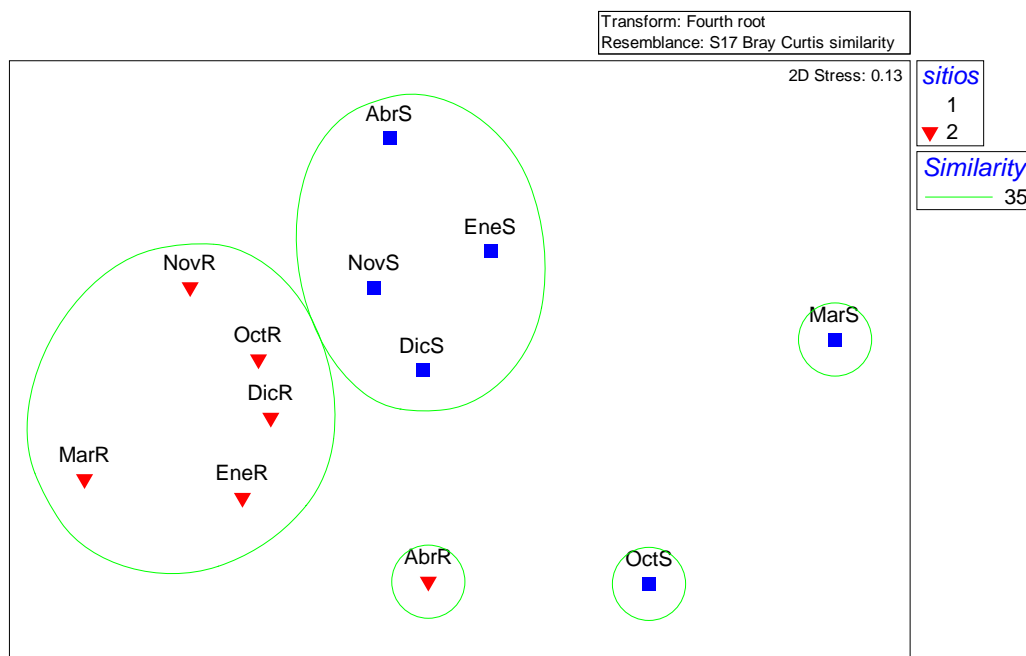 Transform: Fourth root
Resemblance: S17 Bray Curtis similarity
2D Stress: 0.13
sitios
1
2
Similarity
35
AbrS
EneS
NovR
NovS
MarS
OctR
DicS
DicR
MarR
EneR
AbrR
OctS